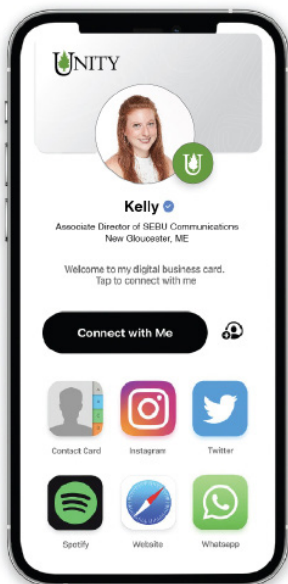 UNITY
U
Kelly
Associate Director of SEBU Communications
New Gloucester, ME
Welcome to my digital business card.
Tap to connect with me
Connect with Me
Contact Card
Instagram
Twitter
Spotify
Website
Whatsapp